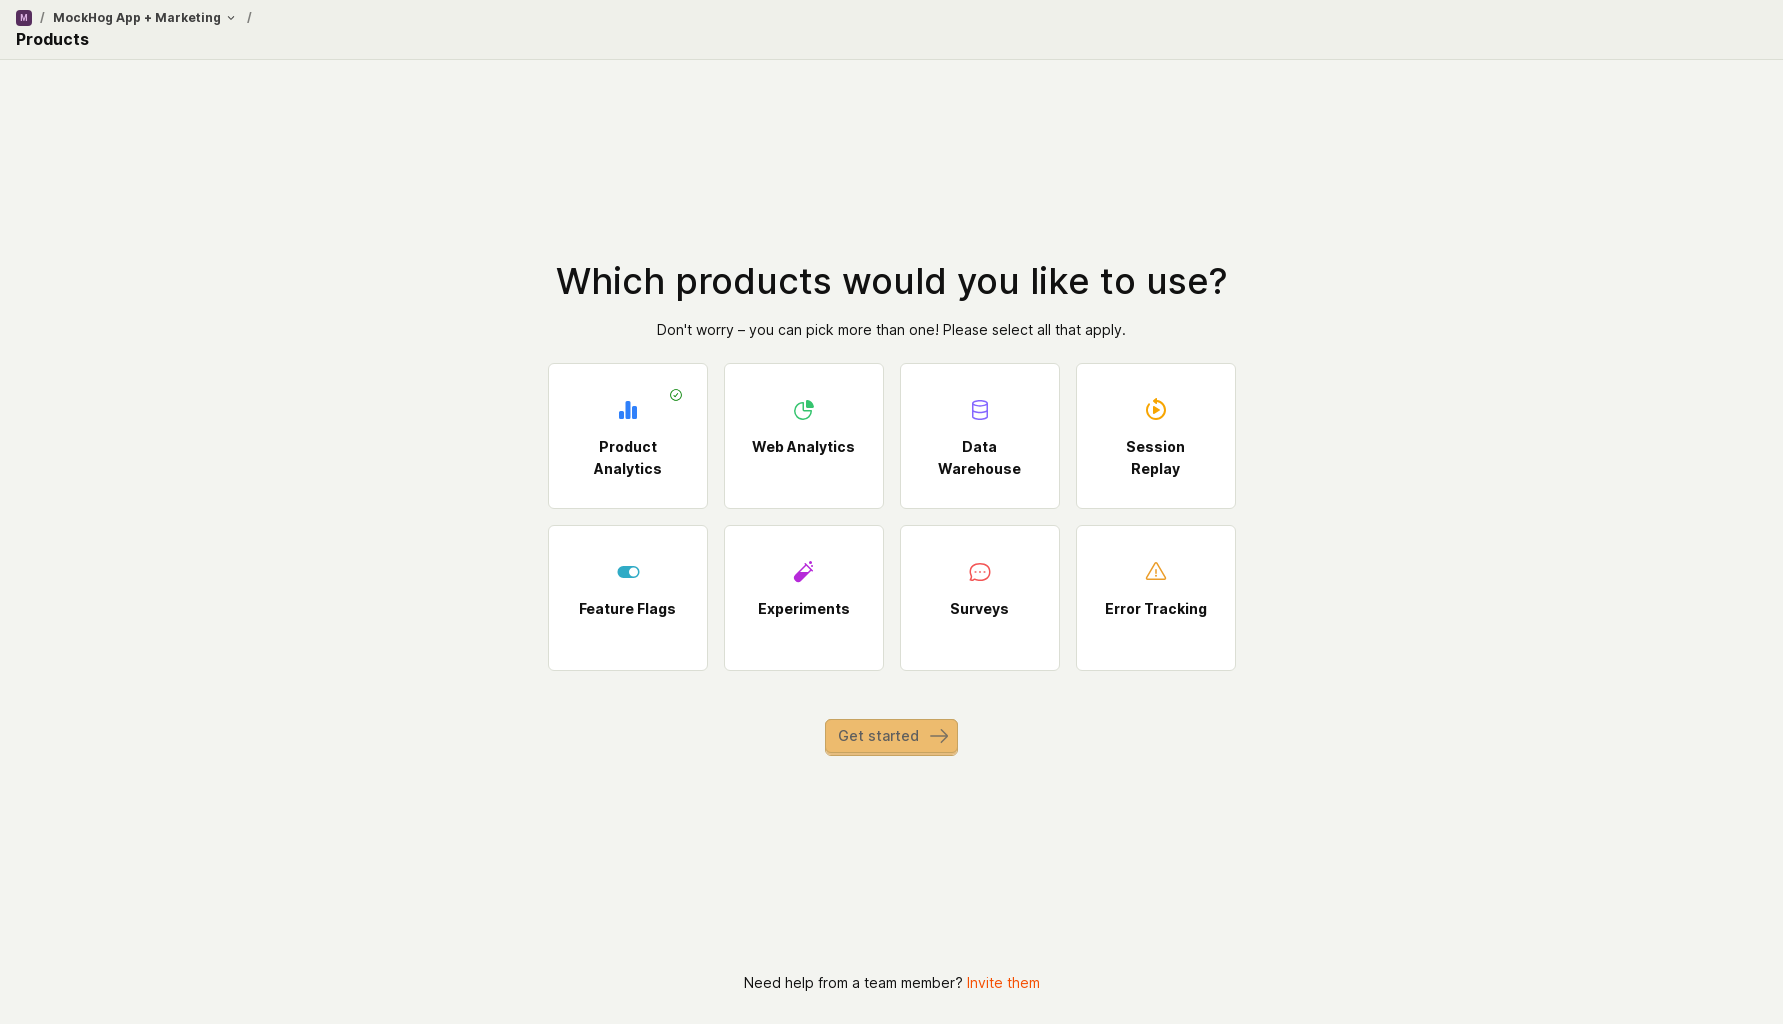 M / MockHog App + Marketing /
Products
Which products would you like to use?
Don't worry – you can pick more than one! Please select all that apply.
Product
Analytics
Web Analytics
Data
Warehouse
Session
Replay
Feature Flags
Experiments
Surveys
Error Tracking
Get started
Need help from a team member? Invite them